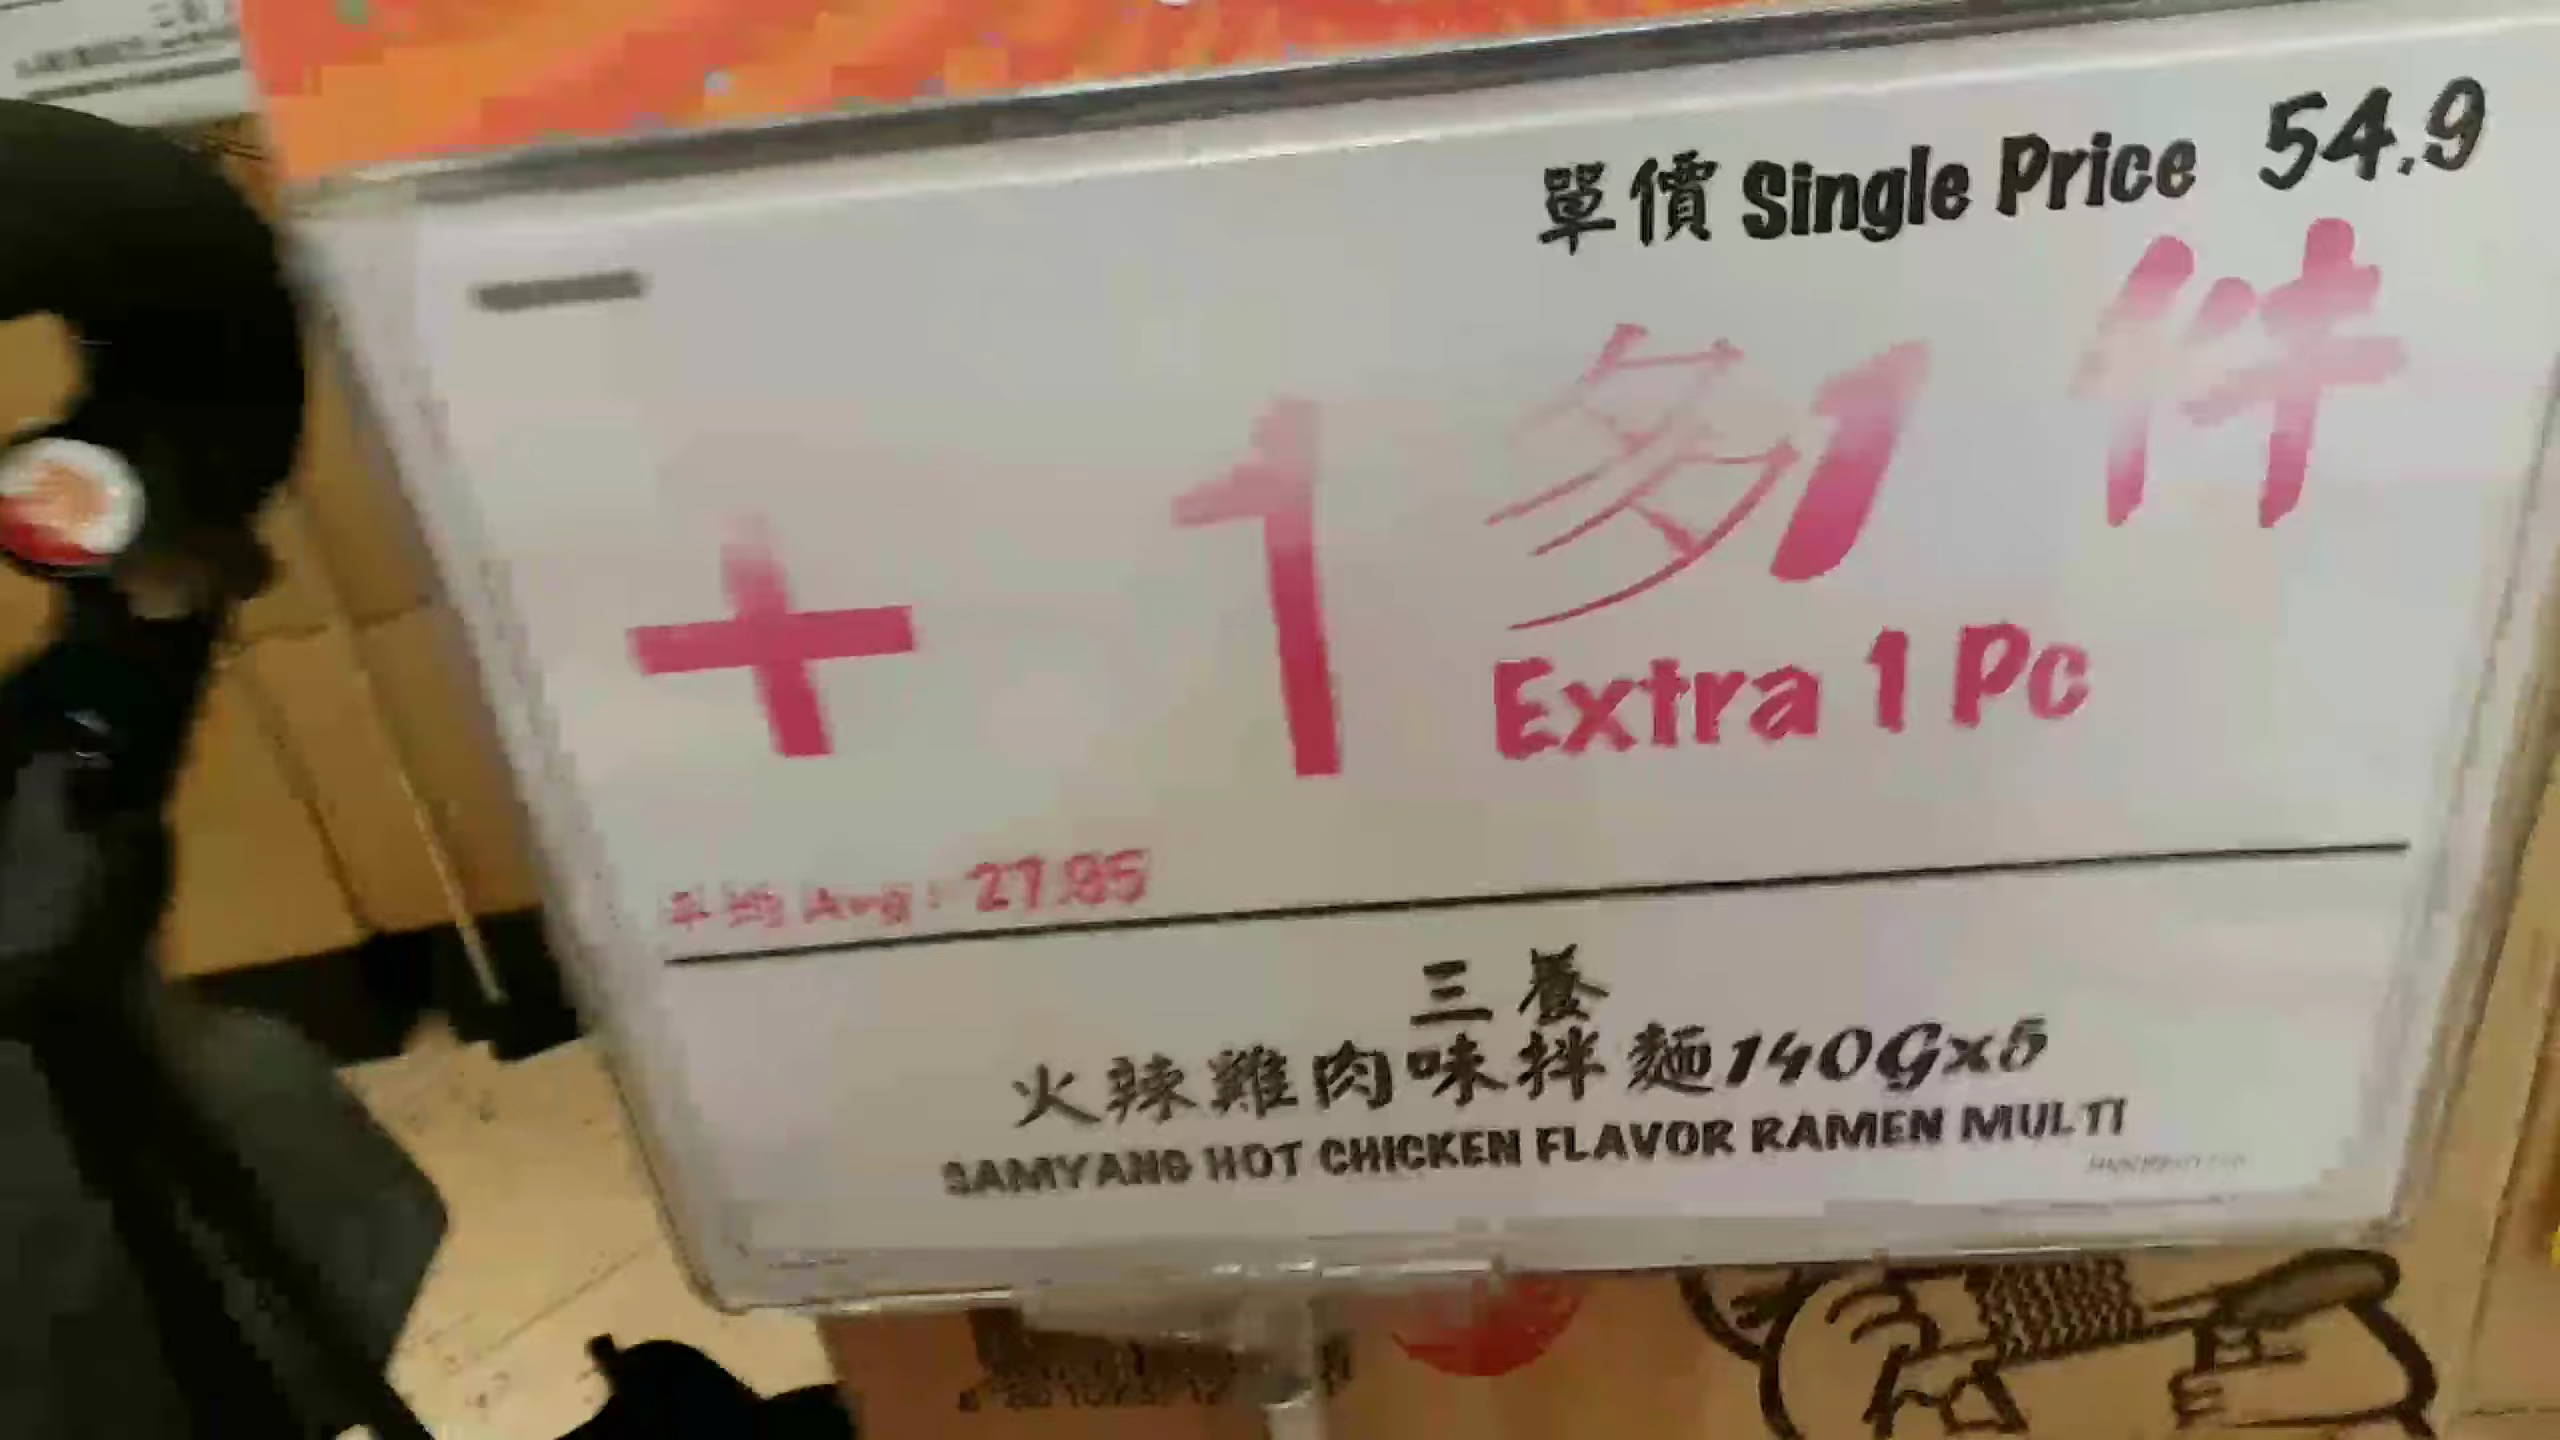 單價 Single Price 54.9
+1 多1件
Extra 1 Pc
平均 Avg: 27.95
三養
火辣雞肉味拌麵140Gx5
SAMYANG HOT CHICKEN FLAVOR RAMEN MULTI